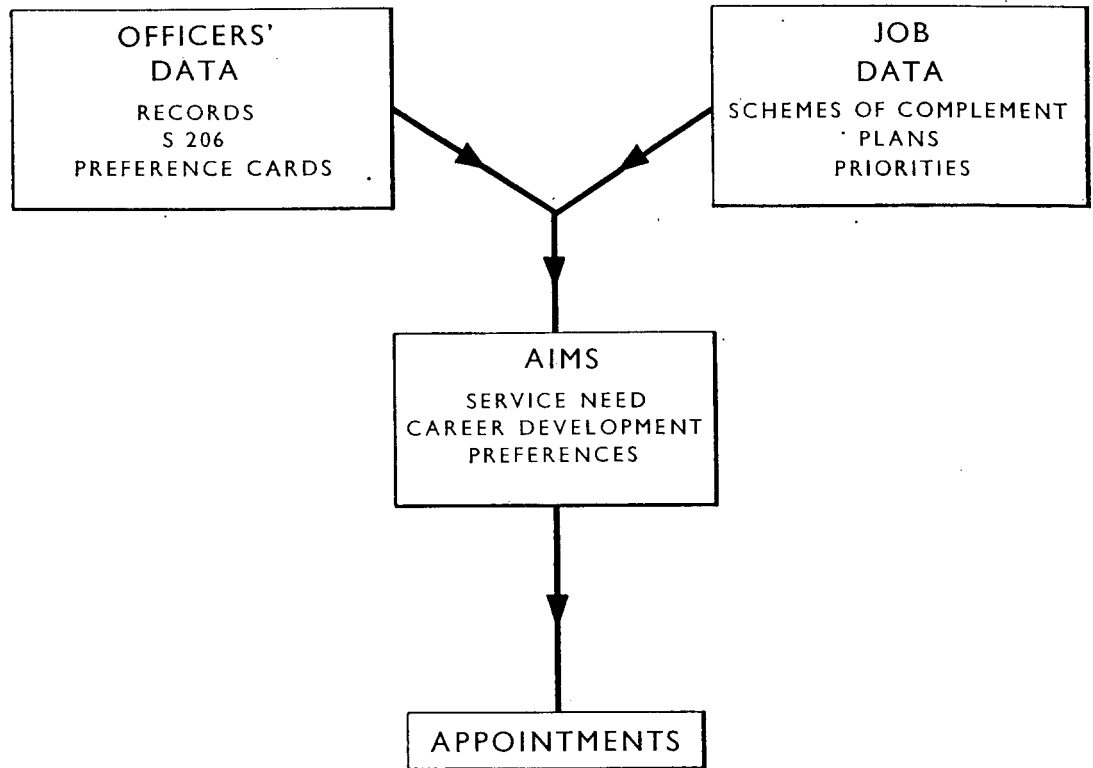 OFFICERS'
DATA
RECORDS
S 206
PREFERENCE CARDS
JOB
DATA
SCHEMES OF COMPLEMENT
PLANS
PRIORITIES
AIMS
SERVICE NEED
CAREER DEVELOPMENT
PREFERENCES
APPOINTMENTS